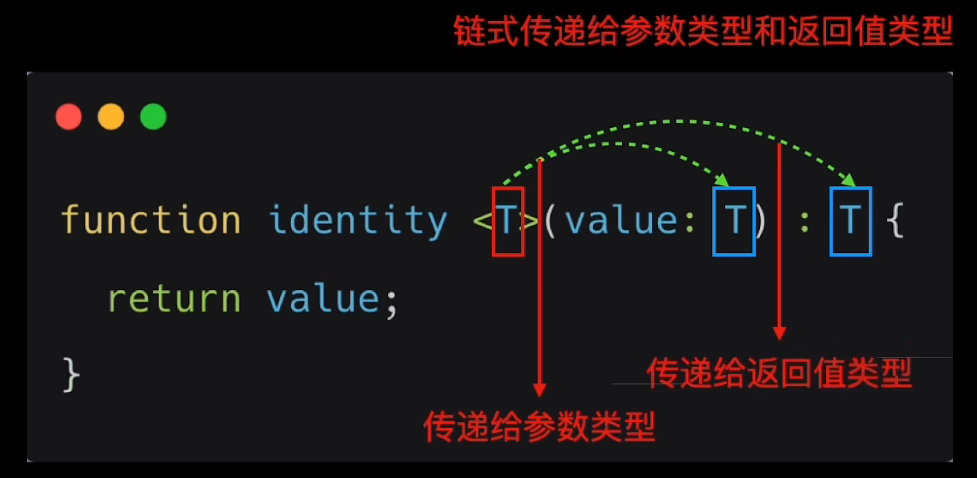 链式传递给参数类型和返回值类型
function identity <T>(value: T) : T {
return value;
}
传递给返回值类型
传递给参数类型